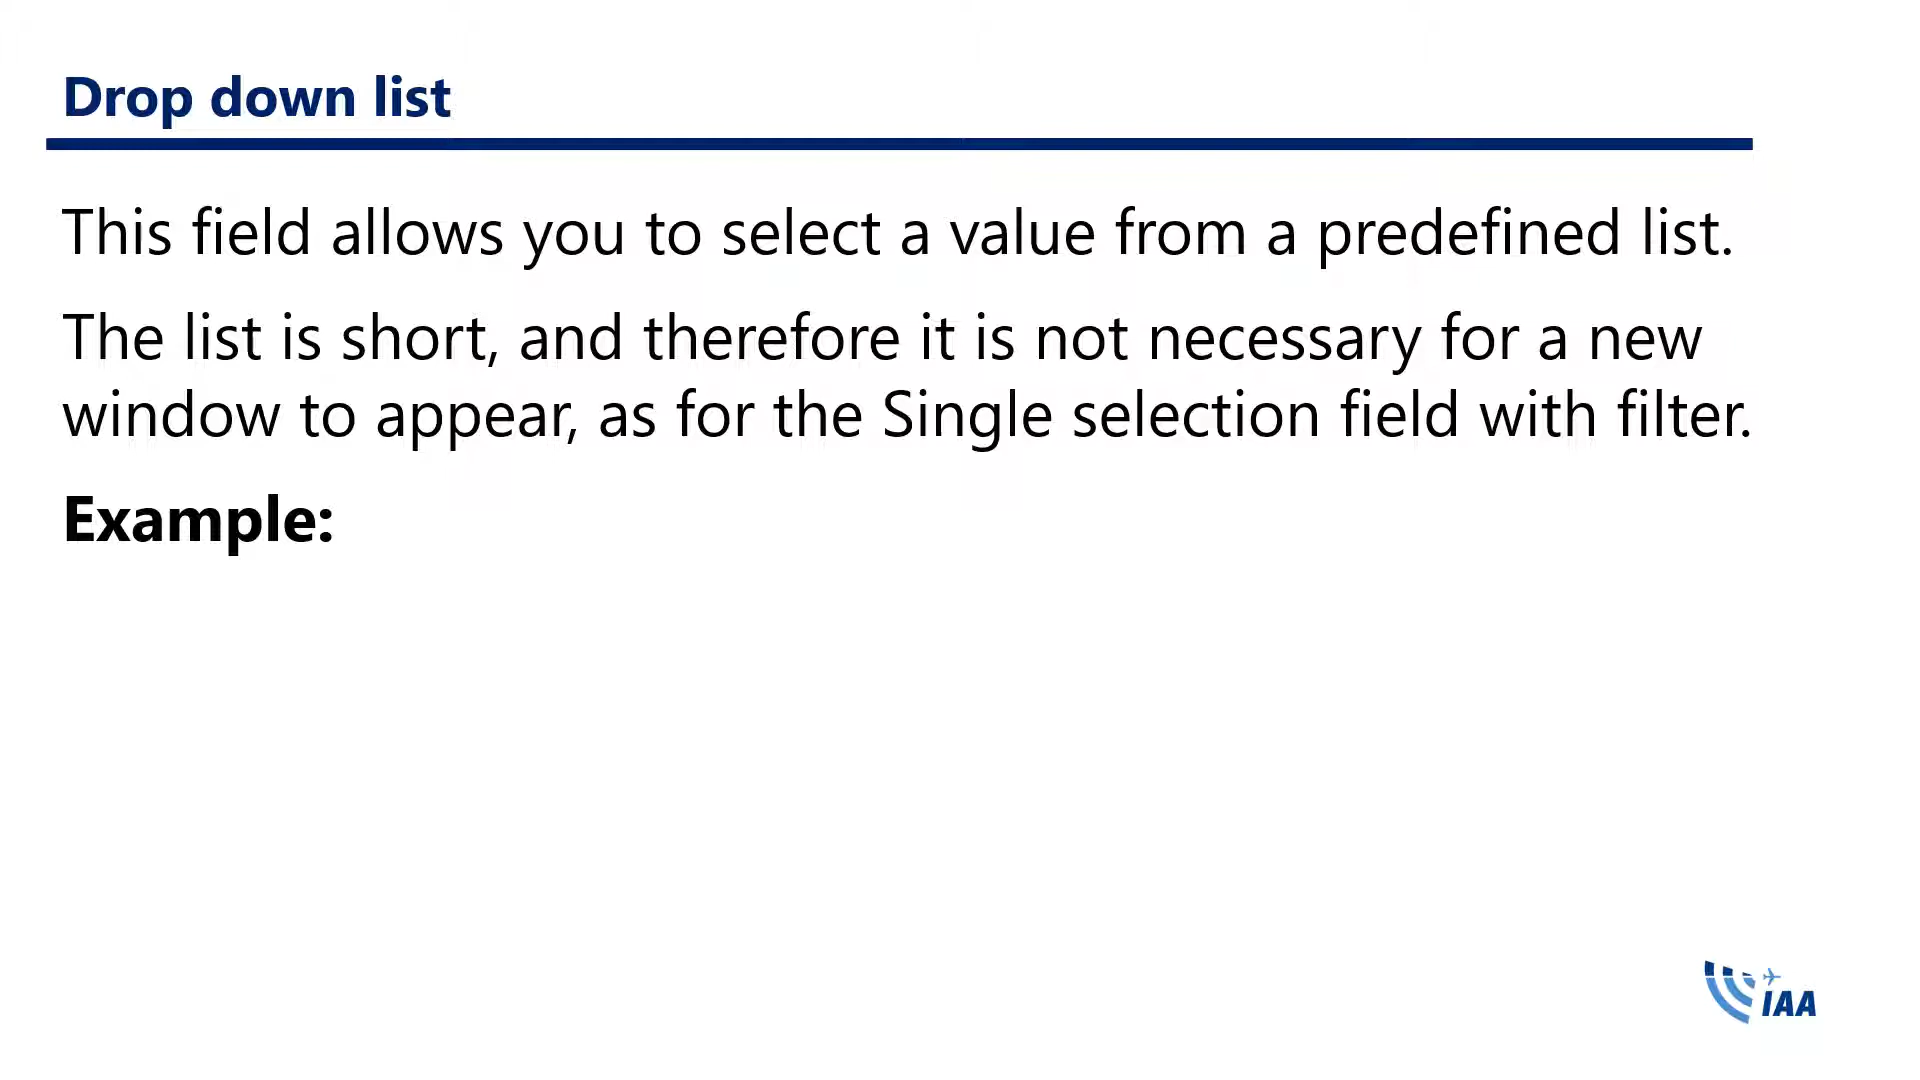 Drop down list
This field allows you to select a value from a predefined list.
The list is short, and therefore it is not necessary for a new
window to appear, as for the Single selection field with filter.
Example:
IAA